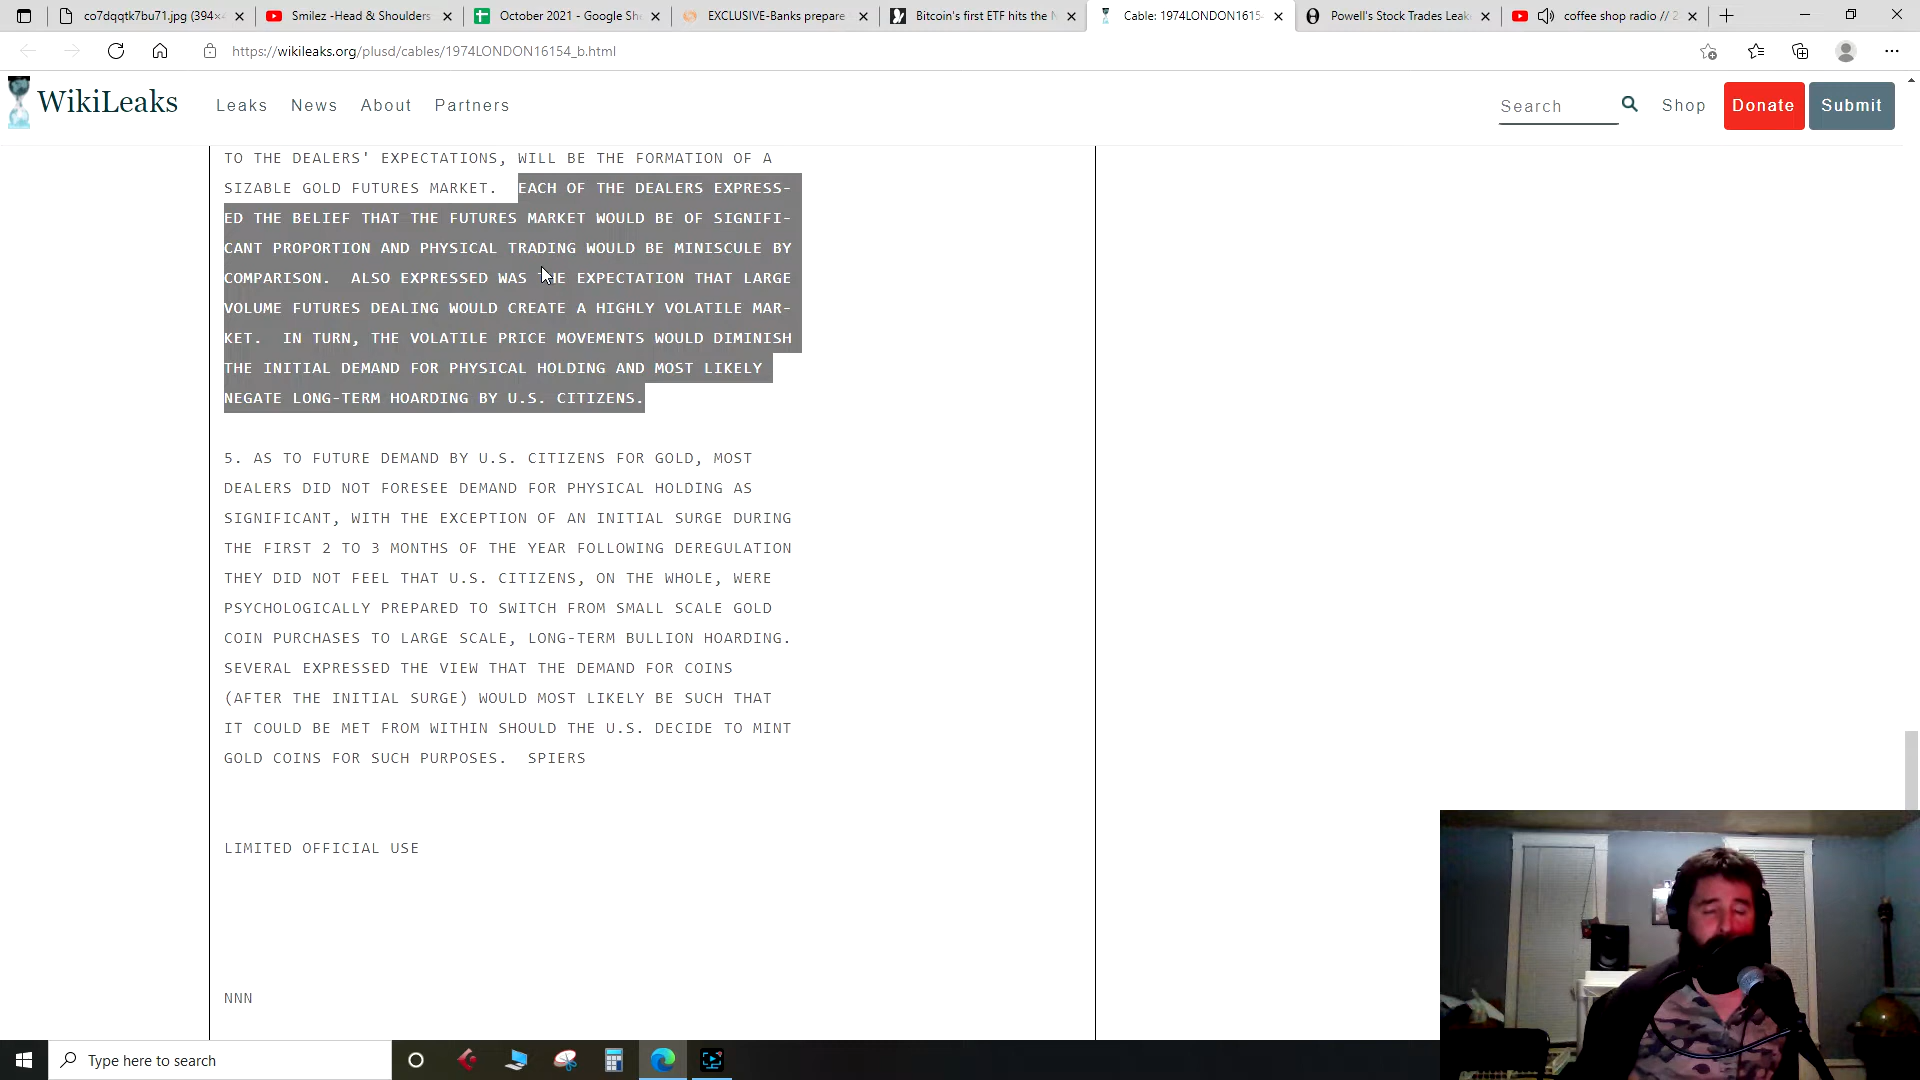 co7dqqtk7bu71.jpg (394×
Smilez -Head & Shoulders
October 2021 - Google Sh
EXCLUSIVE-Banks prepare
Bitcoin's first ETF hits the N
Cable: 1974LONDON16154
Powell's Stock Trades Leak
coffee shop radio // 2
https://wikileaks.org/plusd/cables/1974LONDON16154_b.html
WikiLeaks
Leaks News About Partners
Search Shop Donate Submit
TO THE DEALERS' EXPECTATIONS, WILL BE THE FORMATION OF A
SIZABLE GOLD FUTURES MARKET. EACH OF THE DEALERS EXPRESS-
ED THE BELIEF THAT THE FUTURES MARKET WOULD BE OF SIGNIFI-
CANT PROPORTION AND PHYSICAL TRADING WOULD BE MINISCULE BY
COMPARISON. ALSO EXPRESSED WAS THE EXPECTATION THAT LARGE
VOLUME FUTURES DEALING WOULD CREATE A HIGHLY VOLATILE MAR-
KET. IN TURN, THE VOLATILE PRICE MOVEMENTS WOULD DIMINISH
THE INITIAL DEMAND FOR PHYSICAL HOLDING AND MOST LIKELY
NEGATE LONG-TERM HOARDING BY U.S. CITIZENS.
5. AS TO FUTURE DEMAND BY U.S. CITIZENS FOR GOLD, MOST
DEALERS DID NOT FORESEE DEMAND FOR PHYSICAL HOLDING AS
SIGNIFICANT, WITH THE EXCEPTION OF AN INITIAL SURGE DURING
THE FIRST 2 TO 3 MONTHS OF THE YEAR FOLLOWING DEREGULATION
THEY DID NOT FEEL THAT U.S. CITIZENS, ON THE WHOLE, WERE
PSYCHOLOGICALLY PREPARED TO SWITCH FROM SMALL SCALE GOLD
COIN PURCHASES TO LARGE SCALE, LONG-TERM BULLION HOARDING.
SEVERAL EXPRESSED THE VIEW THAT THE DEMAND FOR COINS
(AFTER THE INITIAL SURGE) WOULD MOST LIKELY BE SUCH THAT
IT COULD BE MET FROM WITHIN SHOULD THE U.S. DECIDE TO MINT
GOLD COINS FOR SUCH PURPOSES. SPIERS
LIMITED OFFICIAL USE
NNN
Type here to search